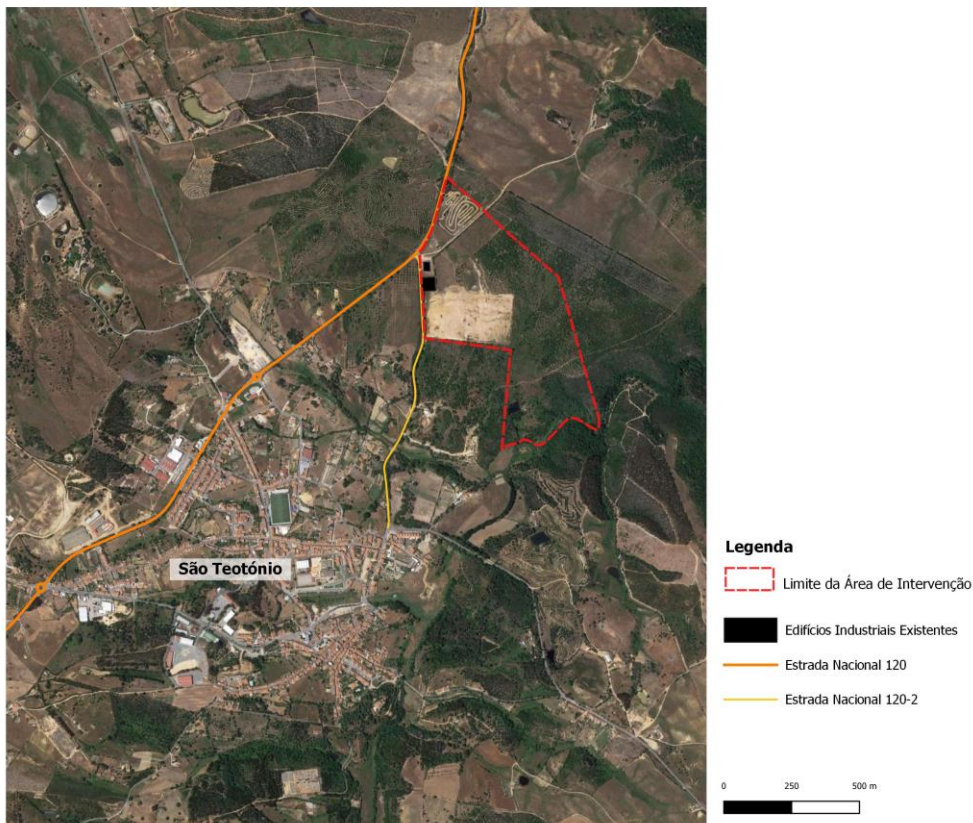 São Teotónio
Legenda
Limite da Área de Intervenção
Edifícios Industriais Existentes
Estrada Nacional 120
Estrada Nacional 120-2
0 250 500 m